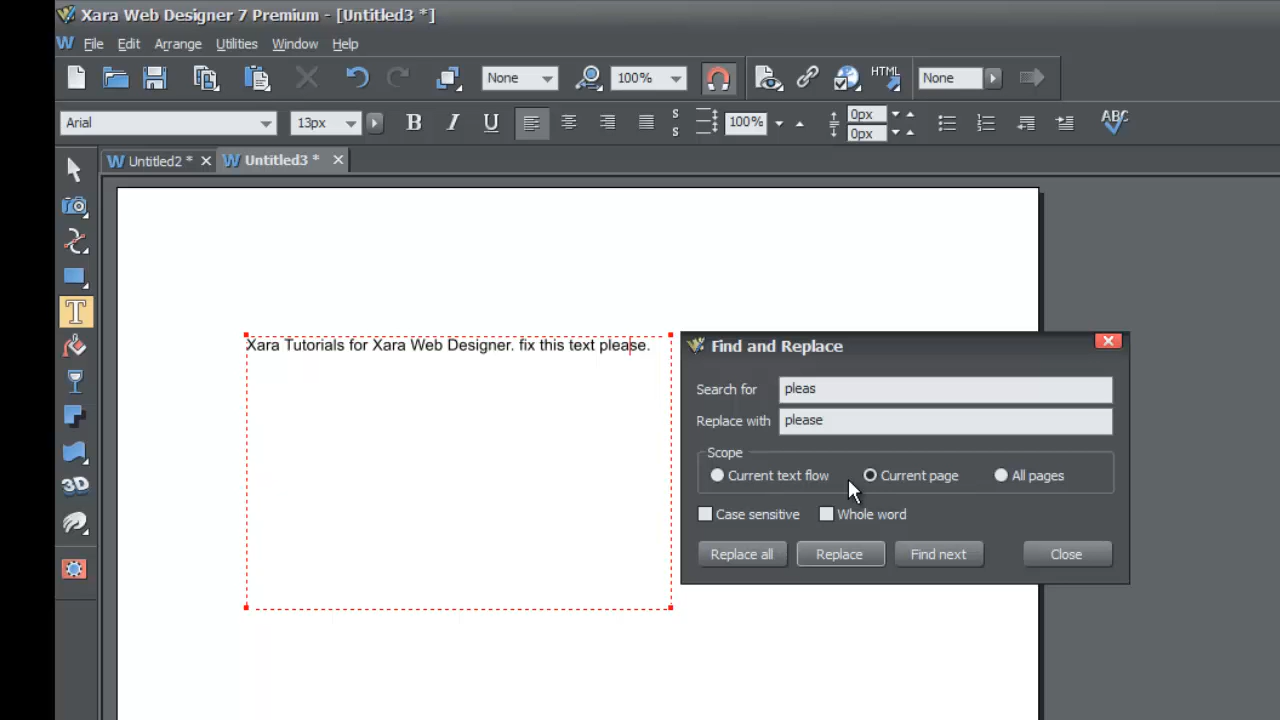 Xara Web Designer 7 Premium - [Untitled3 *]
File Edit Arrange Utilities Window Help
None 100% HTML None
Arial 13px B I U S S 100% 0px 0px ABC
Untitled2 * Untitled3 *
T
3D
Xara Tutorials for Xara Web Designer. fix this text please.
Find and Replace
Search for pleas
Replace with please
Scope
Current text flow Current page All pages
Case sensitive Whole word
Replace all Replace Find next Close